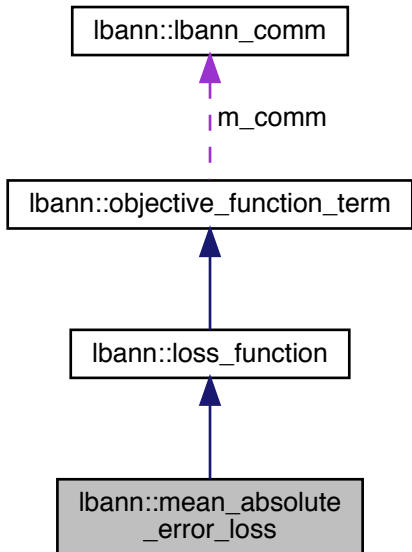 lbann::lbann_comm
m_comm
lbann::objective_function_term
lbann::loss_function
lbann::mean_absolute
_error_loss